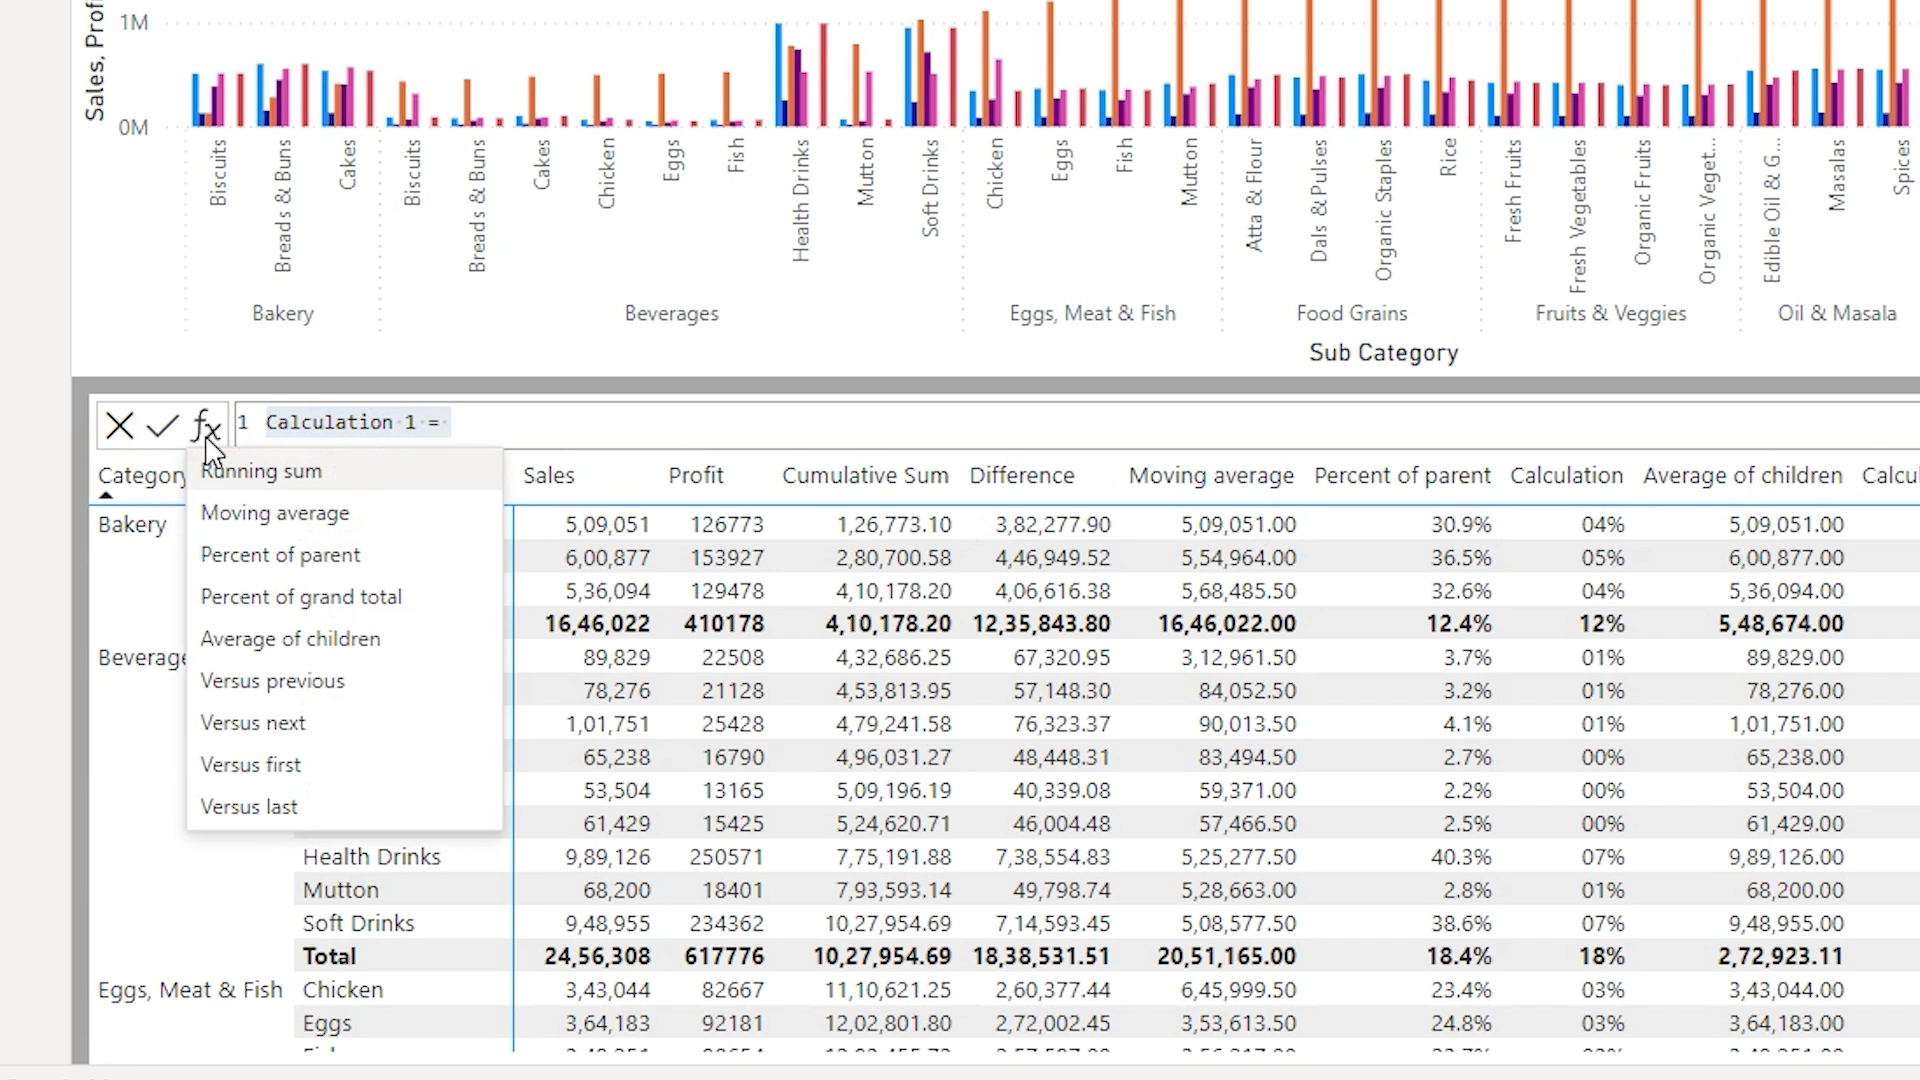 Sales, Profi
1M
0M
Biscuits
Breads & Buns
Cakes
Biscuits
Breads & Buns
Cakes
Chicken
Eggs
Fish
Health Drinks
Mutton
Soft Drinks
Chicken
Eggs
Fish
Mutton
Atta & Flour
Dals & Pulses
Organic Staples
Rice
Fresh Fruits
Fresh Vegetables
Organic Fruits
Organic Veget...
Edible Oil & G...
Masalas
Spices
Bakery Beverages Eggs, Meat & Fish Food Grains Fruits & Veggies Oil & Masala
Sub Category
fx 1 Calculation 1 =
Running sum
Moving average
Percent of parent
Percent of grand total
Average of children
Versus previous
Versus next
Versus first
Versus last
Category Sales Profit Cumulative Sum Difference Moving average Percent of parent Calculation Average of children Calcu
Bakery 5,09,051 126773 1,26,773.10 3,82,277.90 5,09,051.00 30.9% 04% 5,09,051.00
6,00,877 153927 2,80,700.58 4,46,949.52 5,54,964.00 36.5% 05% 6,00,877.00
5,36,094 129478 4,10,178.20 4,06,616.38 5,68,485.50 32.6% 04% 5,36,094.00
16,46,022 410178 4,10,178.20 12,35,843.80 16,46,022.00 12.4% 12% 5,48,674.00
Beverage 89,829 22508 4,32,686.25 67,320.95 3,12,961.50 3.7% 01% 89,829.00
78,276 21128 4,53,813.95 57,148.30 84,052.50 3.2% 01% 78,276.00
1,01,751 25428 4,79,241.58 76,323.37 90,013.50 4.1% 01% 1,01,751.00
65,238 16790 4,96,031.27 48,448.31 83,494.50 2.7% 00% 65,238.00
53,504 13165 5,09,196.19 40,339.08 59,371.00 2.2% 00% 53,504.00
61,429 15425 5,24,620.71 46,004.48 57,466.50 2.5% 00% 61,429.00
Health Drinks 9,89,126 250571 7,75,191.88 7,38,554.83 5,25,277.50 40.3% 07% 9,89,126.00
Mutton 68,200 18401 7,93,593.14 49,798.74 5,28,663.00 2.8% 01% 68,200.00
Soft Drinks 9,48,955 234362 10,27,954.69 7,14,593.45 5,08,577.50 38.6% 07% 9,48,955.00
Total 24,56,308 617776 10,27,954.69 18,38,531.51 20,51,165.00 18.4% 18% 2,72,923.11
Eggs, Meat & Fish Chicken 3,43,044 82667 11,10,621.25 2,60,377.44 6,45,999.50 23.4% 03% 3,43,044.00
Eggs 3,64,183 92181 12,02,801.80 2,72,002.45 3,53,613.50 24.8% 03% 3,64,183.00